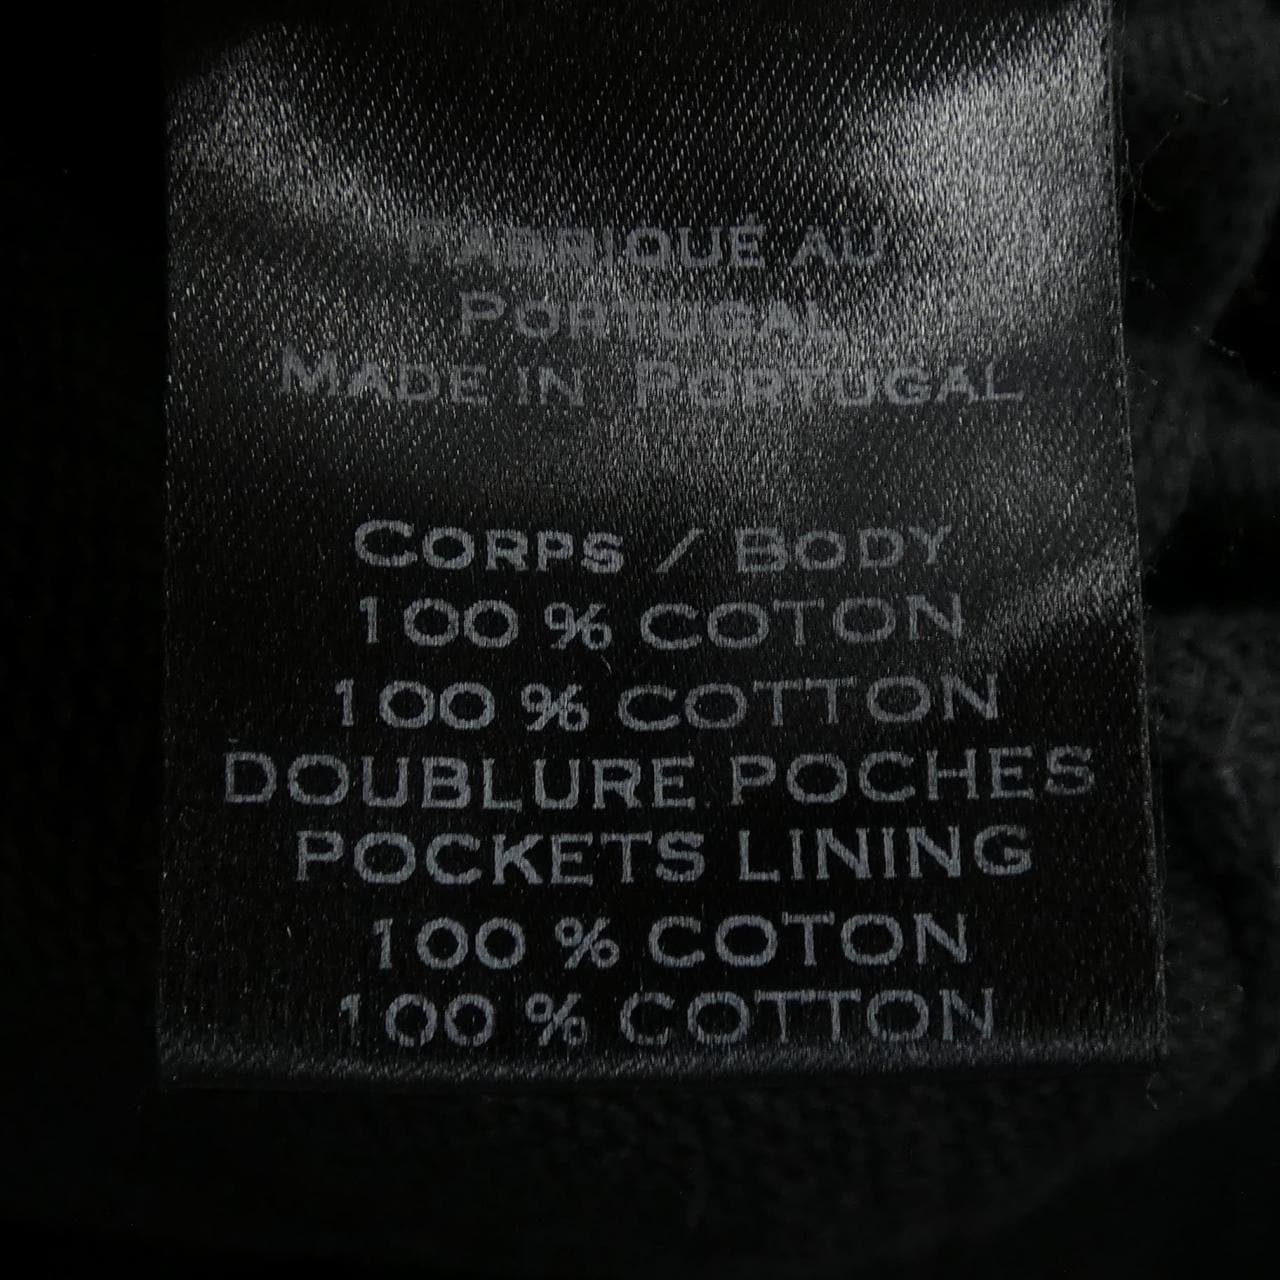 FABRIQUÉ AU
PORTUGAL
MADE IN PORTUGAL
CORPS / BODY
100 % COTON
100 % COTTON
DOUBLURE POCHES
POCKETS LINING
100 % COTON
100 % COTTON